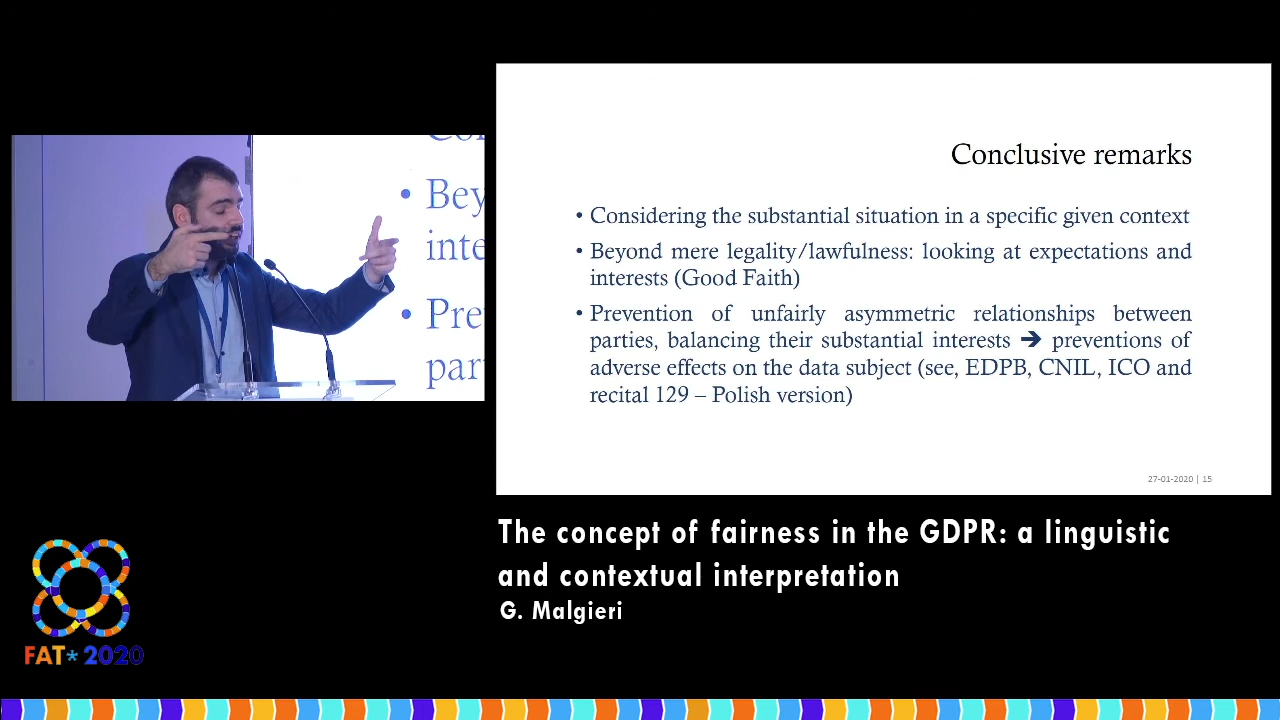 Co
• Bey
inte
• Pre
par
Conclusive remarks
• Considering the substantial situation in a specific given context
• Beyond mere legality/lawfulness: looking at expectations and
interests (Good Faith)
• Prevention of unfairly asymmetric relationships between
parties, balancing their substantial interests ➔ preventions of
adverse effects on the data subject (see, EDPB, CNIL, ICO and
recital 129 – Polish version)
27-01-2020 | 15
The concept of fairness in the GDPR: a linguistic
and contextual interpretation
G. Malgieri
FAT* 2020